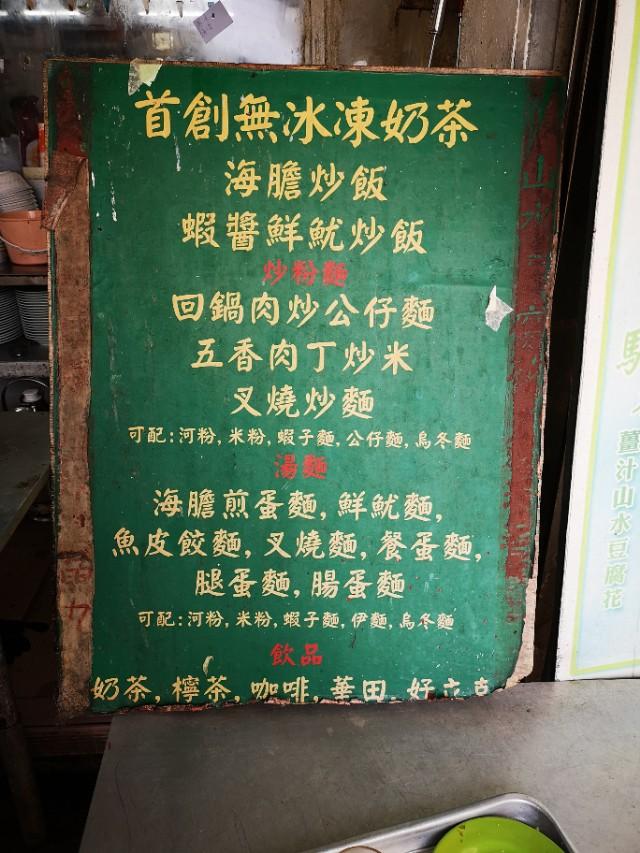 首創無冰凍奶茶
海膽炒飯
蝦醬鮮魷炒飯
炒粉麵
回鍋肉炒公仔麵
五香肉丁炒米
叉燒炒麵
可配:河粉,米粉,蝦子麵,公仔麵,烏冬麵
湯麵
海膽煎蛋麵,鮮魷麵,
魚皮餃麵,叉燒麵,餐蛋麵,
腿蛋麵,腸蛋麵
可配:河粉,米粉,蝦子麵,伊麵,烏冬麵
飲品
奶茶,檸茶,咖啡,華田,好立克
山水
薑汁山水豆腐花